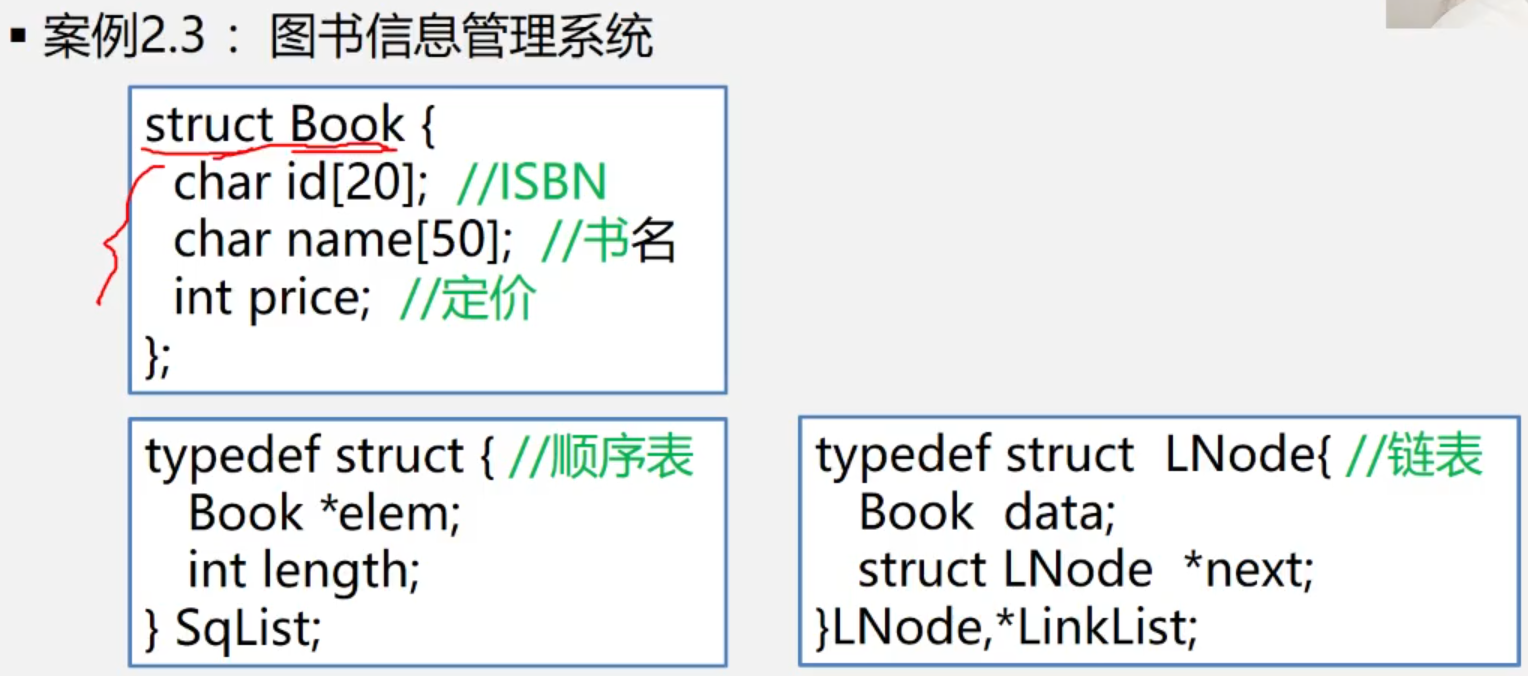 ▪ 案例2.3 ：图书信息管理系统
struct Book {
char id[20]; //ISBN
char name[50]; //书名
int price; //定价
};
typedef struct { //顺序表
Book *elem;
int length;
} SqList;
typedef struct LNode{ //链表
Book data;
struct LNode *next;
}LNode,*LinkList;